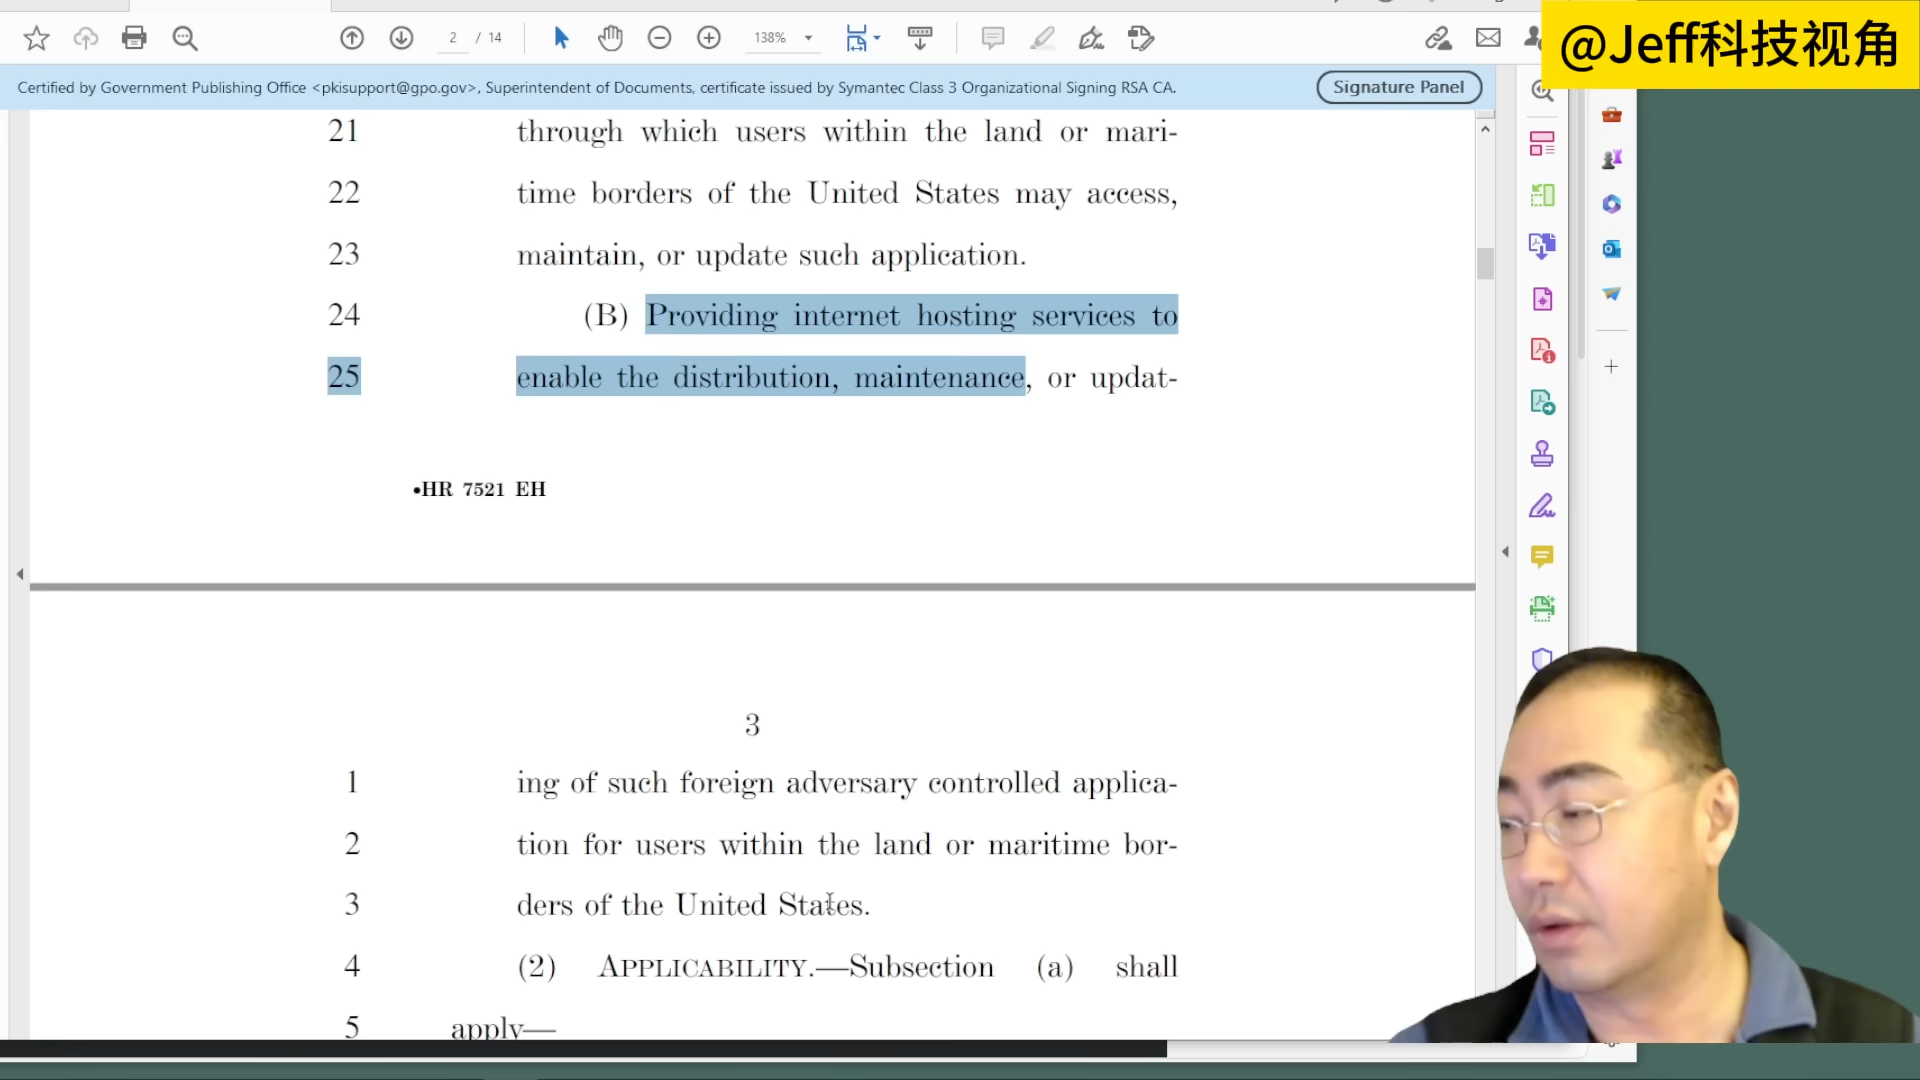 @Jeff科技视角
2 / 14
138%
Certified by Government Publishing Office <pkisupport@gpo.gov>, Superintendent of Documents, certificate issued by Symantec Class 3 Organizational Signing RSA CA.
Signature Panel
21 through which users within the land or mari-
22 time borders of the United States may access,
23 maintain, or update such application.
24 (B) Providing internet hosting services to
25 enable the distribution, maintenance, or updat-
•HR 7521 EH
3
1 ing of such foreign adversary controlled applica-
2 tion for users within the land or maritime bor-
3 ders of the United States.
4 (2) APPLICABILITY.—Subsection (a) shall
5 apply—